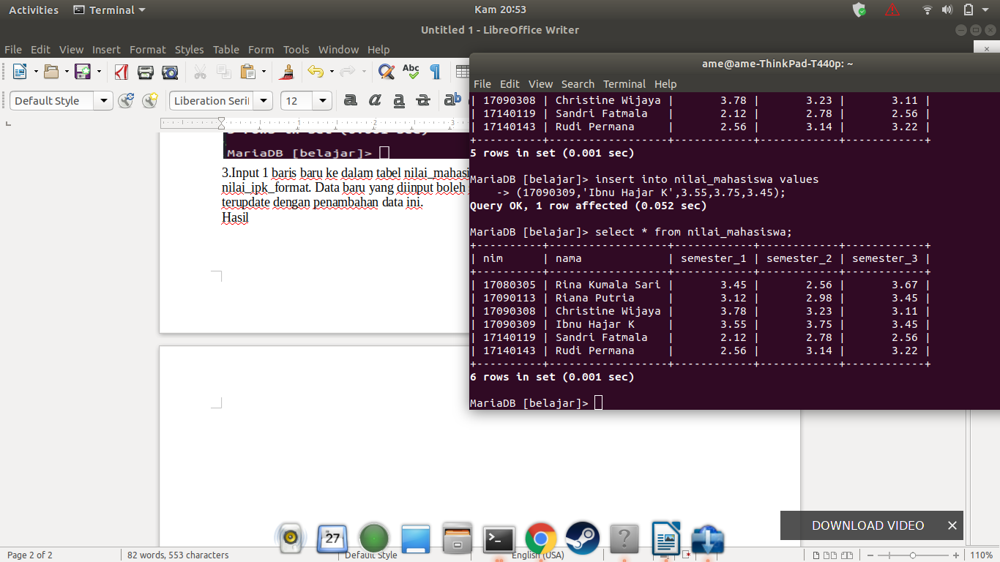 Activities Terminal Kam 20:53
Untitled 1 - LibreOffice Writer
File Edit View Insert Format Styles Table Form Tools Window Help
Default Style Liberation Seri 12
1 2 3
MariaDB [belajar]>
3.Input 1 baris baru ke dalam tabel nilai_mahasi
nilai_ipk_format. Data baru yang diinput boleh
terupdate dengan penambahan data ini.
Hasil
ame@ame-ThinkPad-T440p: ~
File Edit View Search Terminal Help
| 17090308 | Christine Wijaya | 3.78 | 3.23 | 3.11 |
| 17140119 | Sandri Fatmala | 2.12 | 2.78 | 2.56 |
| 17140143 | Rudi Permana | 2.56 | 3.14 | 3.22 |
+----------+------------------+------------+------------+------------+
5 rows in set (0.001 sec)
MariaDB [belajar]> insert into nilai_mahasiswa values
-> (17090309,'Ibnu Hajar K',3.55,3.75,3.45);
Query OK, 1 row affected (0.052 sec)
MariaDB [belajar]> select * from nilai_mahasiswa;
+----------+------------------+------------+------------+------------+
| nim | nama | semester_1 | semester_2 | semester_3 |
+----------+------------------+------------+------------+------------+
| 17080305 | Rina Kumala Sari | 3.45 | 2.56 | 3.67 |
| 17090113 | Riana Putria | 3.12 | 2.98 | 3.45 |
| 17090308 | Christine Wijaya | 3.78 | 3.23 | 3.11 |
| 17090309 | Ibnu Hajar K | 3.55 | 3.75 | 3.45 |
| 17140119 | Sandri Fatmala | 2.12 | 2.78 | 2.56 |
| 17140143 | Rudi Permana | 2.56 | 3.14 | 3.22 |
+----------+------------------+------------+------------+------------+
6 rows in set (0.001 sec)
MariaDB [belajar]>
DOWNLOAD VIDEO
27
Page 2 of 2 82 words, 553 characters Default Style English (USA) 110%